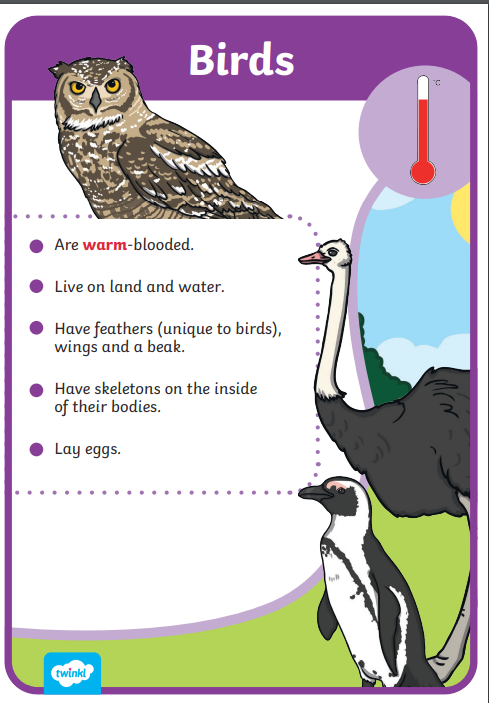 Birds
°C
Are warm-blooded.
Live on land and water.
Have feathers (unique to birds),
wings and a beak.
Have skeletons on the inside
of their bodies.
Lay eggs.
twinkl